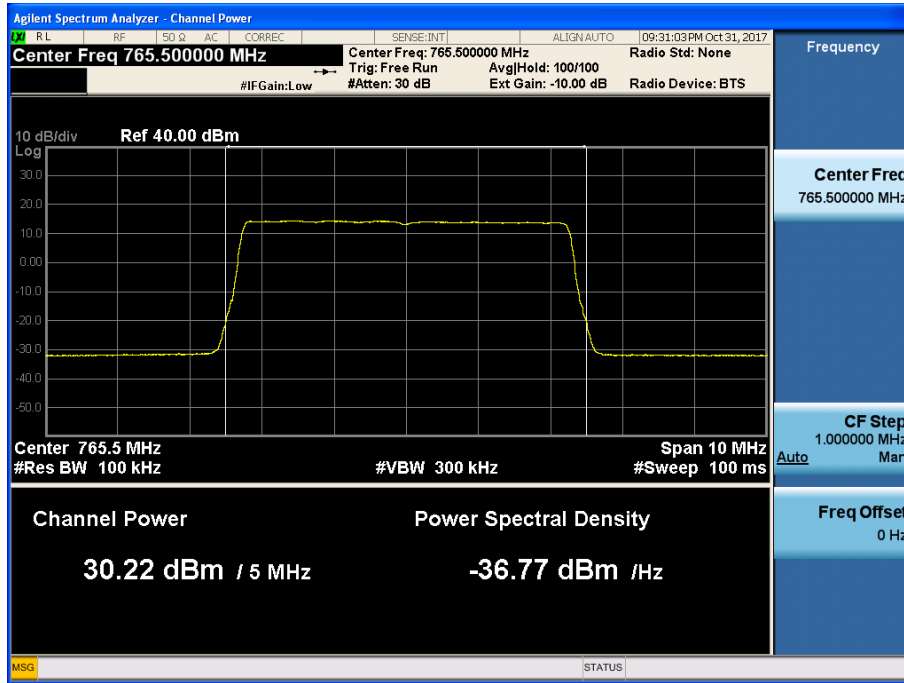 Agilent Spectrum Analyzer - Channel Power
LXI RL RF 50 Ω AC CORREC SENSE:INT ALIGN AUTO 09:31:03 PM Oct 31, 2017
Center Freq 765.500000 MHz
Center Freq: 765.500000 MHz Radio Std: None
Trig: Free Run Avg|Hold: 100/100
#IFGain:Low #Atten: 30 dB Ext Gain: -10.00 dB Radio Device: BTS
10 dB/div Ref 40.00 dBm
Log
30.0
20.0
10.0
0.00
-10.0
-20.0
-30.0
-40.0
-50.0
Center 765.5 MHz Span 10 MHz
#Res BW 100 kHz #VBW 300 kHz #Sweep 100 ms
Channel Power Power Spectral Density
30.22 dBm / 5 MHz -36.77 dBm /Hz
Frequency
Center Freq
765.500000 MHz
CF Step
1.000000 MHz
Auto Man
Freq Offset
0 Hz
MSG STATUS